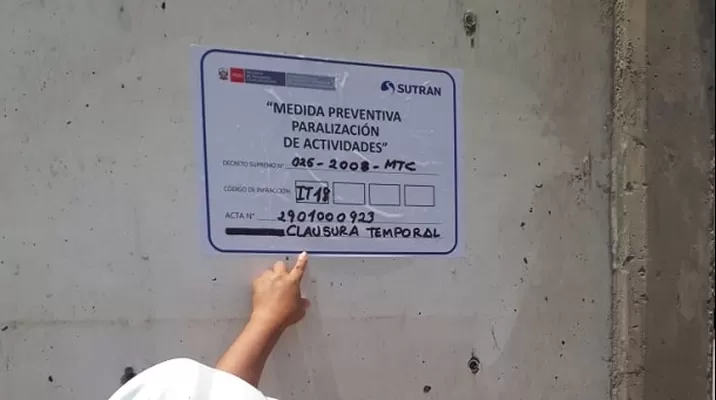 PERÚ
SUTRAN
"MEDIDA PREVENTIVA
PARALIZACIÓN
DE ACTIVIDADES"
DECRETO SUPREMO N° 025-2008-MTC
CÓDIGO DE INFRACCIÓN: IT18
ACTA N° 2901000923
CLAUSURA TEMPORAL